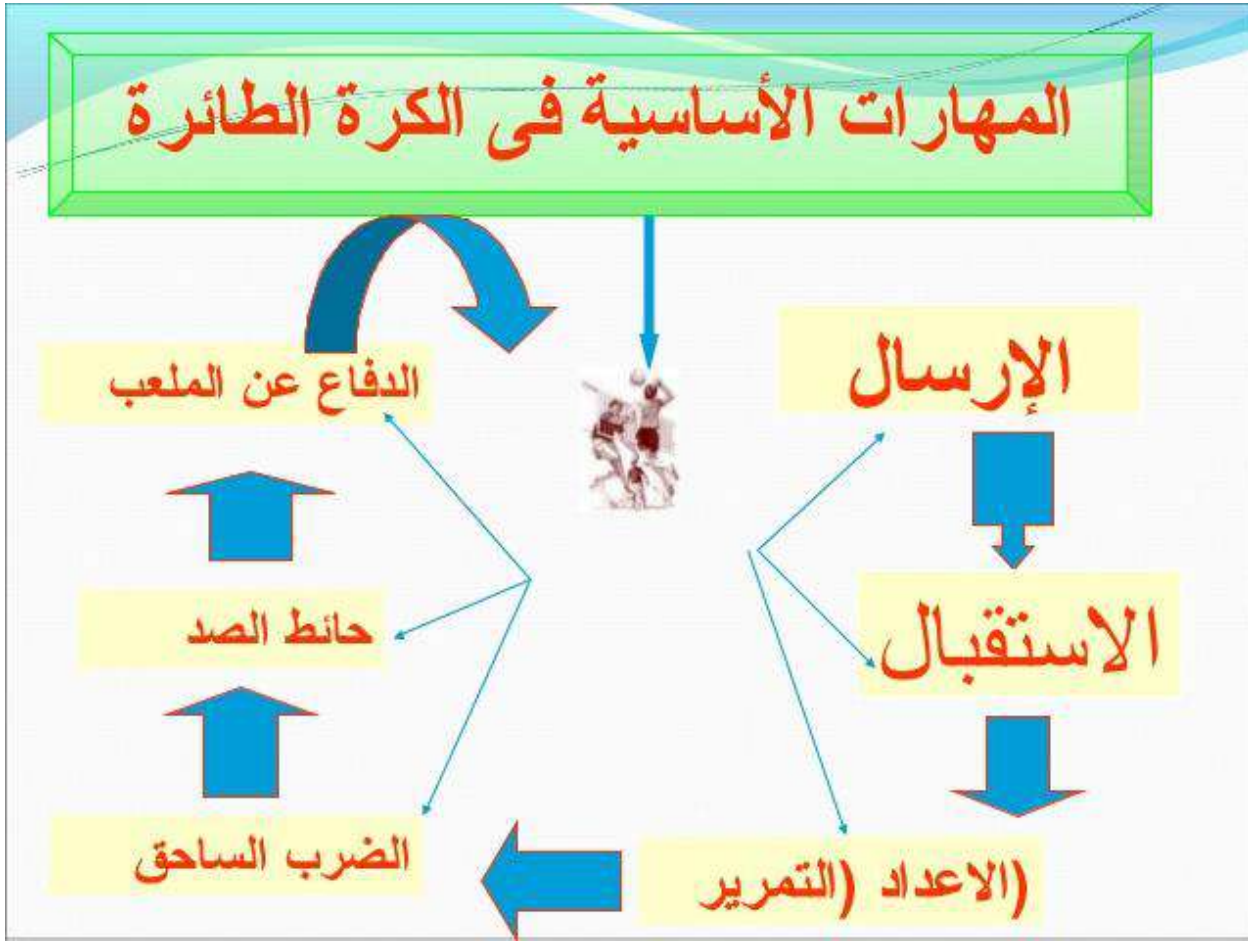 المهارات الأساسية فى الكرة الطائرة
الإرسال
الاستقبال
(الاعداد (التمرير
الضرب الساحق
حائط الصد
الدفاع عن الملعب